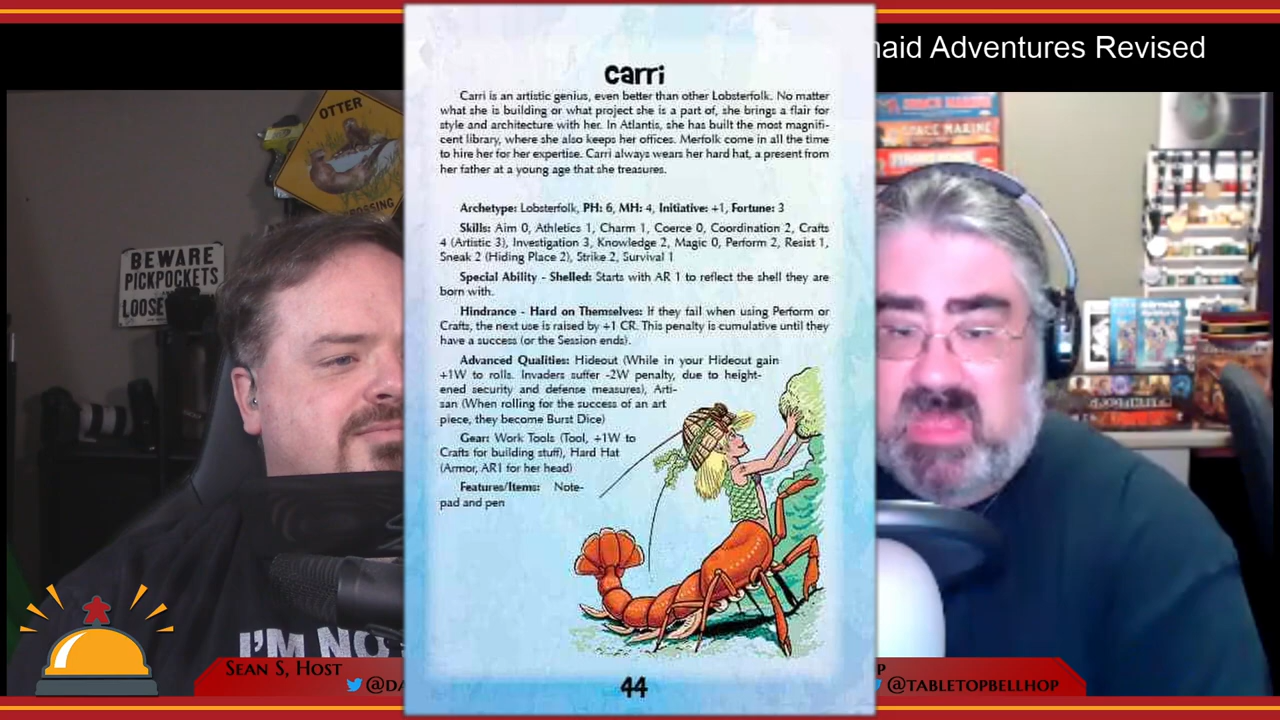 maid Adventures Revised
OTTER
CROSSING
BEWARE
PICKPOCKETS
LOOSE
SPACE MARINE
SPACE MARINE
Carri
Carri is an artistic genius, even better than other Lobsterfolk. No matter
what she is building or what project she is a part of, she brings a flair for
style and architecture with her. In Atlantis, she has built the most magnifi-
cent library, where she also keeps her offices. Merfolk come in all the time
to hire her for her expertise. Carri always wears her hard hat, a present from
her father at a young age that she treasures.
Archetype: Lobsterfolk, PH: 6, MH: 4, Initiative: +1, Fortune: 3
Skills: Aim 0, Athletics 1, Charm 1, Coerce 0, Coordination 2, Crafts
4 (Artistic 3), Investigation 3, Knowledge 2, Magic 0, Perform 2, Resist 1,
Sneak 2 (Hiding Place 2), Strike 2, Survival 1
Special Ability - Shelled: Starts with AR 1 to reflect the shell they are
born with.
Hindrance - Hard on Themselves: If they fail when using Perform or
Crafts, the next use is raised by +1 CR. This penalty is cumulative until they
have a success (or the Session ends).
Advanced Qualities: Hideout (While in your Hideout gain
+1W to rolls. Invaders suffer -2W penalty, due to height-
ened security and defense measures), Arti-
san (When rolling for the success of an art
piece, they become Burst Dice)
Gear: Work Tools (Tool, +1W to
Crafts for building stuff), Hard Hat
(Armor, AR1 for her head)
Features/Items: Note-
pad and pen
44
I'M NO
Sean S, Host
@DA
P
@TABLETOPBELLHOP